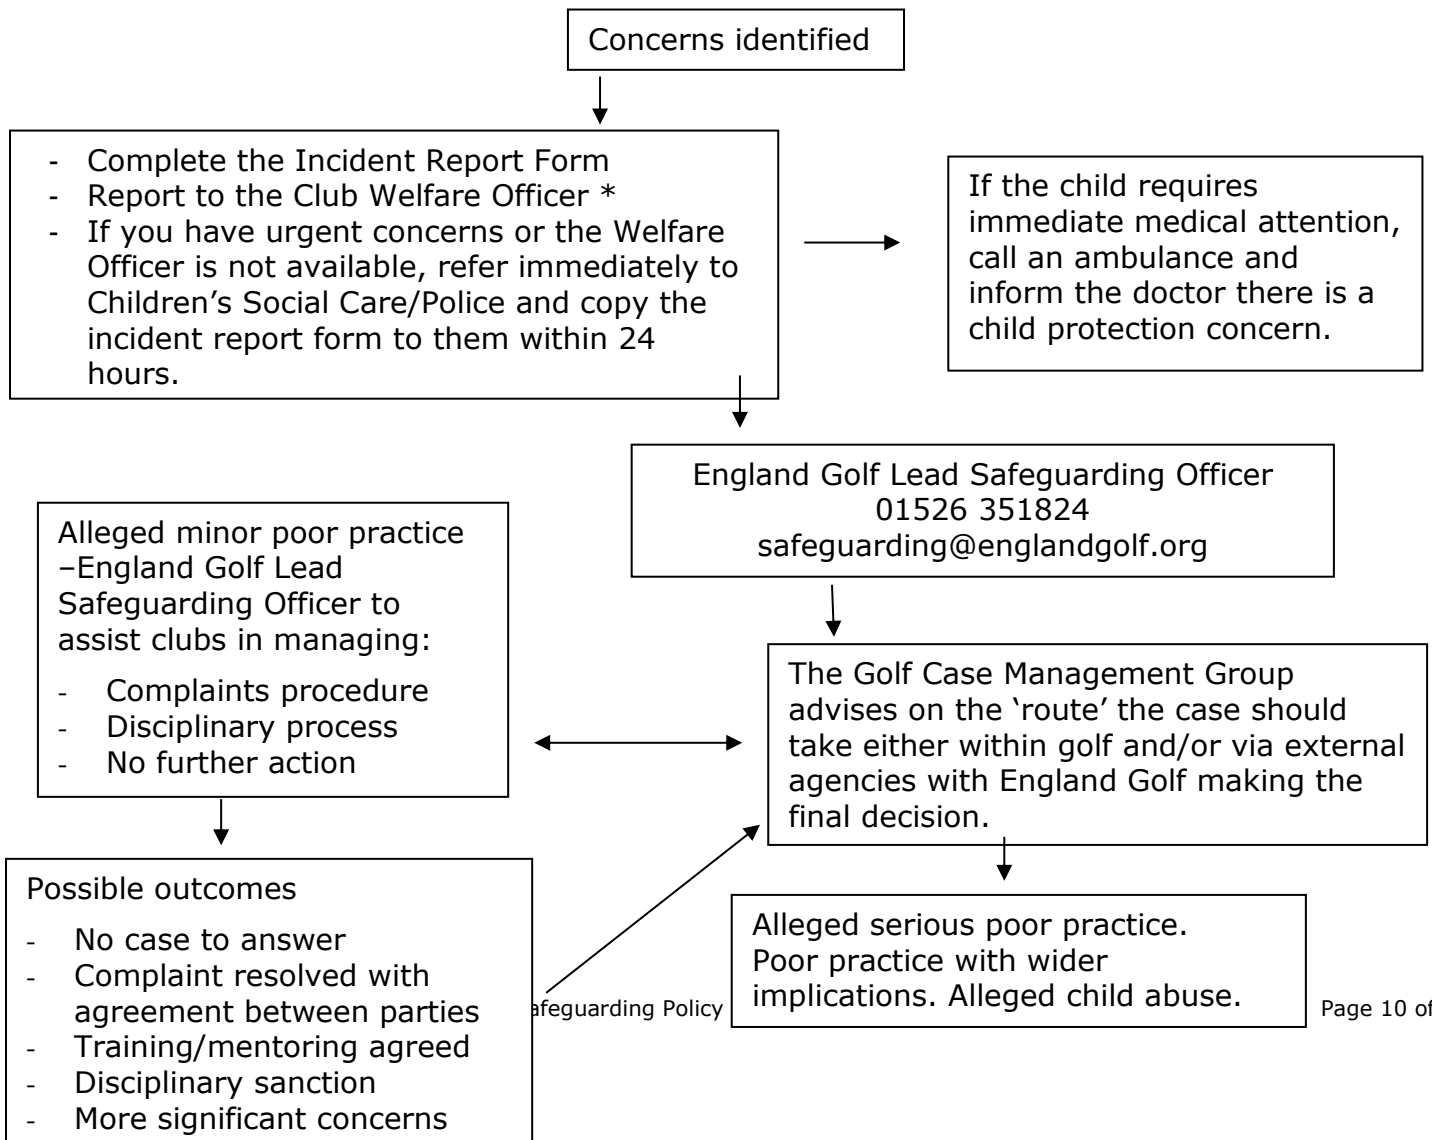 Concerns identified
- Complete the Incident Report Form
- Report to the Club Welfare Officer *
- If you have urgent concerns or the Welfare
Officer is not available, refer immediately to
Children’s Social Care/Police and copy the
incident report form to them within 24
hours.
If the child requires
immediate medical attention,
call an ambulance and
inform the doctor there is a
child protection concern.
England Golf Lead Safeguarding Officer
01526 351824
safeguarding@englandgolf.org
Alleged minor poor practice
–England Golf Lead
Safeguarding Officer to
assist clubs in managing:
- Complaints procedure
- Disciplinary process
- No further action
The Golf Case Management Group
advises on the ‘route’ the case should
take either within golf and/or via external
agencies with England Golf making the
final decision.
Possible outcomes
- No case to answer
- Complaint resolved with
agreement between parties
- Training/mentoring agreed
- Disciplinary sanction
- More significant concerns
Alleged serious poor practice.
Poor practice with wider
implications. Alleged child abuse.
afeguarding Policy
Page 10 of